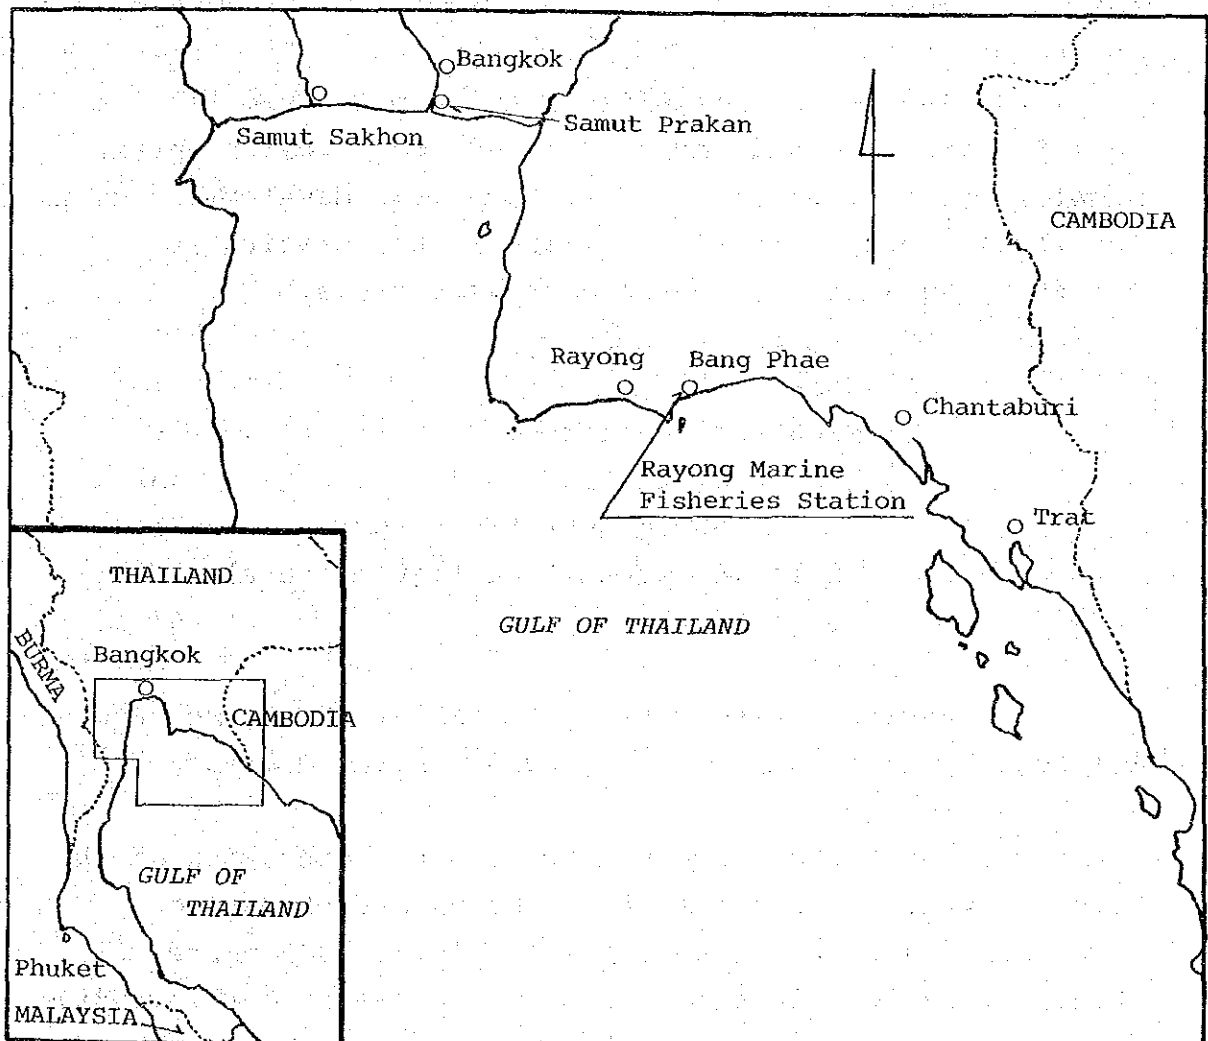 Bangkok
Samut Prakan
Samut Sakhon
CAMBODIA
Rayong
Bang Phae
Chantaburi
Rayong Marine
Fisheries Station
Trat
GULF OF THAILAND
THAILAND
BURMA
Bangkok
CAMBODIA
GULF OF
THAILAND
Phuket
MALAYSIA